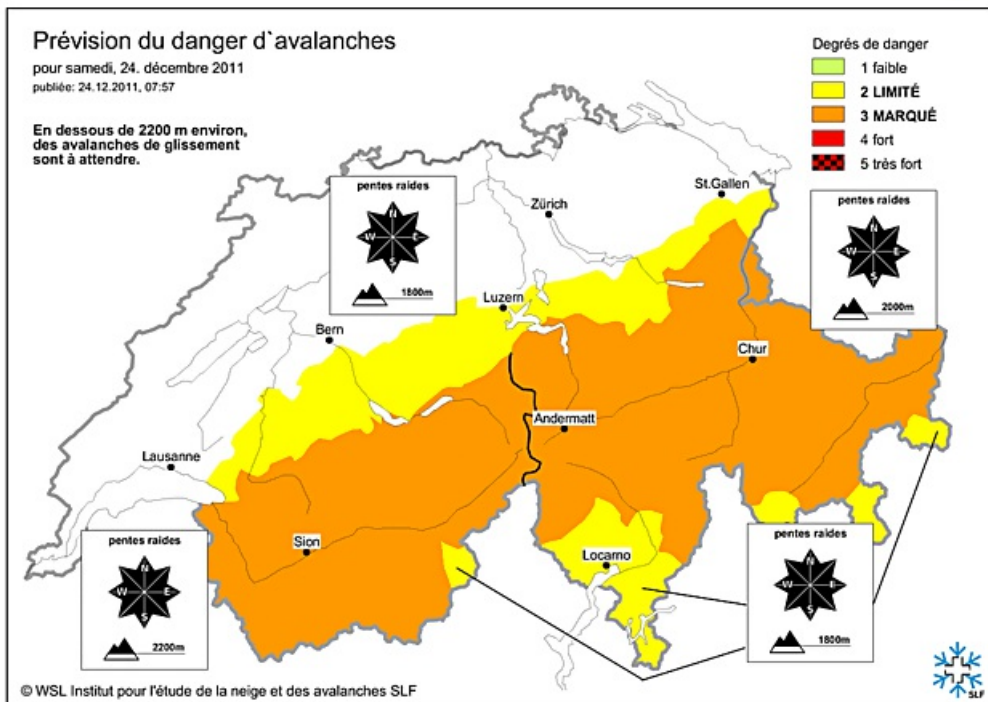 Prévision du danger d`avalanches
pour samedi, 24. décembre 2011
publiée: 24.12.2011, 07:57
En dessous de 2200 m environ,
des avalanches de glissement
sont à attendre.
Degrés de danger
1 faible
2 LIMITÉ
3 MARQUÉ
4 fort
5 très fort
pentes raides
N
W E
S
1800m
Zürich
St.Gallen
pentes raides
N
W E
S
2000m
Luzern
Bern
Chur
Andermatt
Lausanne
Sion
Locarno
pentes raides
N
W E
S
2200m
pentes raides
N
W E
S
1800m
© WSL Institut pour l'étude de la neige et des avalanches SLF
SLF